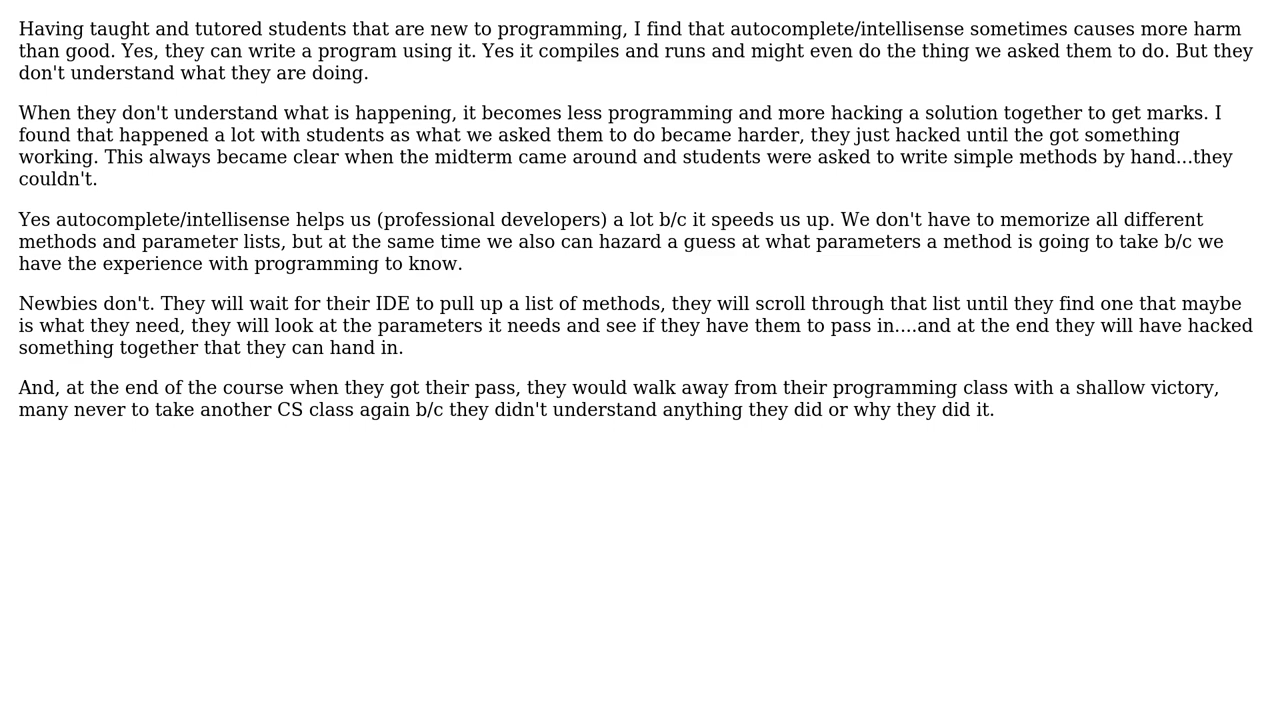 Having taught and tutored students that are new to programming, I find that autocomplete/intellisense sometimes causes more harm
than good. Yes, they can write a program using it. Yes it compiles and runs and might even do the thing we asked them to do. But they
don't understand what they are doing.
When they don't understand what is happening, it becomes less programming and more hacking a solution together to get marks. I
found that happened a lot with students as what we asked them to do became harder, they just hacked until the got something
working. This always became clear when the midterm came around and students were asked to write simple methods by hand...they
couldn't.
Yes autocomplete/intellisense helps us (professional developers) a lot b/c it speeds us up. We don't have to memorize all different
methods and parameter lists, but at the same time we also can hazard a guess at what parameters a method is going to take b/c we
have the experience with programming to know.
Newbies don't. They will wait for their IDE to pull up a list of methods, they will scroll through that list until they find one that maybe
is what they need, they will look at the parameters it needs and see if they have them to pass in....and at the end they will have hacked
something together that they can hand in.
And, at the end of the course when they got their pass, they would walk away from their programming class with a shallow victory,
many never to take another CS class again b/c they didn't understand anything they did or why they did it.